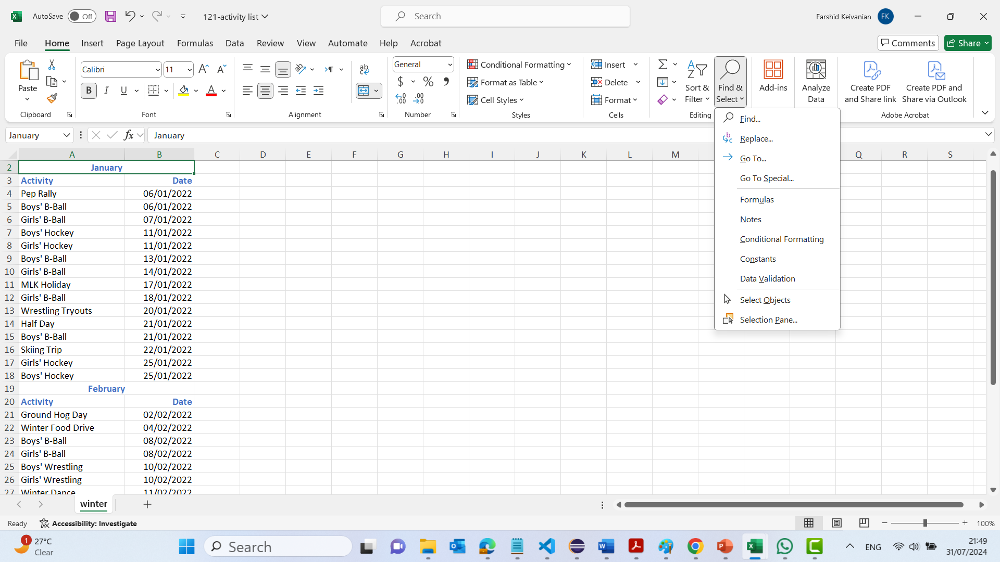 AutoSave Off 121-activity list Search Farshid Keivanian FK
File Home Insert Page Layout Formulas Data Review View Automate Help Acrobat Comments Share
Paste
Clipboard
Calibri 11
B I U
Font
ab
Alignment
General
$ % 9
Number
Conditional Formatting
Format as Table
Cell Styles
Styles
Insert
Delete
Format
Cells
Sort &
Filter
Find &
Select
Editing
Add-ins
Analyze
Data
Create PDF
and Share link
Create PDF and
Share via Outlook
Adobe Acrobat
Find...
Replace...
Go To...
Go To Special...
Formulas
Notes
Conditional Formatting
Constants
Data Validation
Select Objects
Selection Pane...
January fx January
A B C D E F G H I J K L M Q R S
2 January
3 Activity Date
4 Pep Rally 06/01/2022
5 Boys' B-Ball 06/01/2022
6 Girls' B-Ball 07/01/2022
7 Boys' Hockey 11/01/2022
8 Girls' Hockey 11/01/2022
9 Boys' B-Ball 13/01/2022
10 Girls' B-Ball 14/01/2022
11 MLK Holiday 17/01/2022
12 Girls' B-Ball 18/01/2022
13 Wrestling Tryouts 20/01/2022
14 Half Day 21/01/2022
15 Boys' B-Ball 21/01/2022
16 Skiing Trip 22/01/2022
17 Girls' Hockey 25/01/2022
18 Boys' Hockey 25/01/2022
19 February
20 Activity Date
21 Ground Hog Day 02/02/2022
22 Winter Food Drive 04/02/2022
23 Boys' B-Ball 08/02/2022
24 Girls' B-Ball 08/02/2022
25 Boys' Wrestling 10/02/2022
26 Girls' Wrestling 10/02/2022
27 Winter Dance 11/02/2022
winter
Ready Accessibility: Investigate 100%
1 27°C
Clear
Search
ENG
21:49
31/07/2024